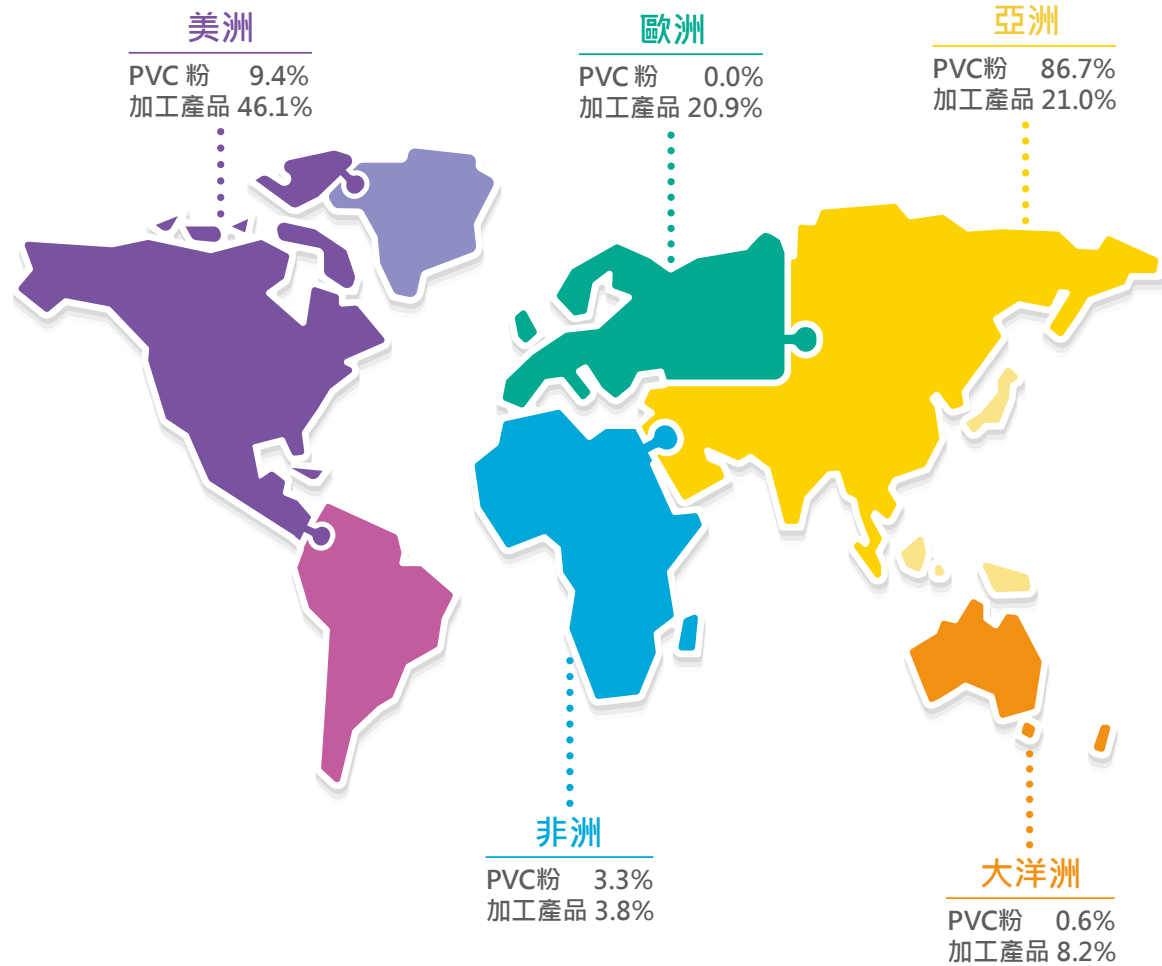 美洲
PVC 粉 9.4%
加工產品 46.1%
歐洲
PVC 粉 0.0%
加工產品 20.9%
亞洲
PVC粉 86.7%
加工產品 21.0%
非洲
PVC粉 3.3%
加工產品 3.8%
大洋洲
PVC粉 0.6%
加工產品 8.2%